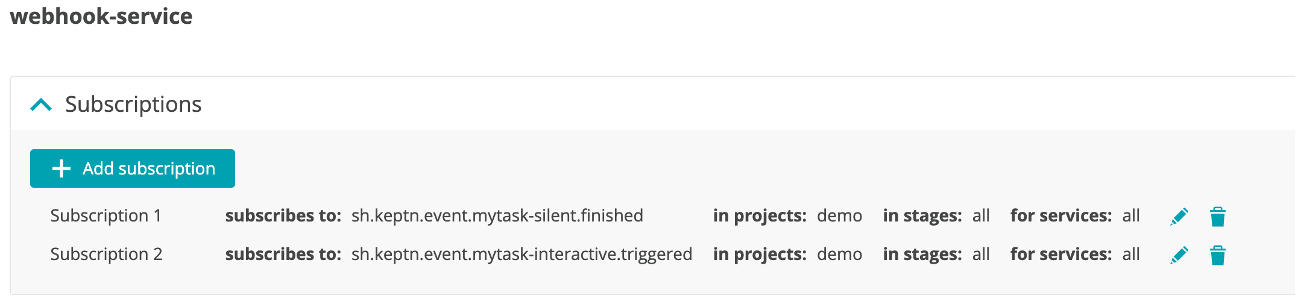 webhook-service
Subscriptions
Add subscription
Subscription 1 subscribes to: sh.keptn.event.mytask-silent.finished in projects: demo in stages: all for services: all
Subscription 2 subscribes to: sh.keptn.event.mytask-interactive.triggered in projects: demo in stages: all for services: all